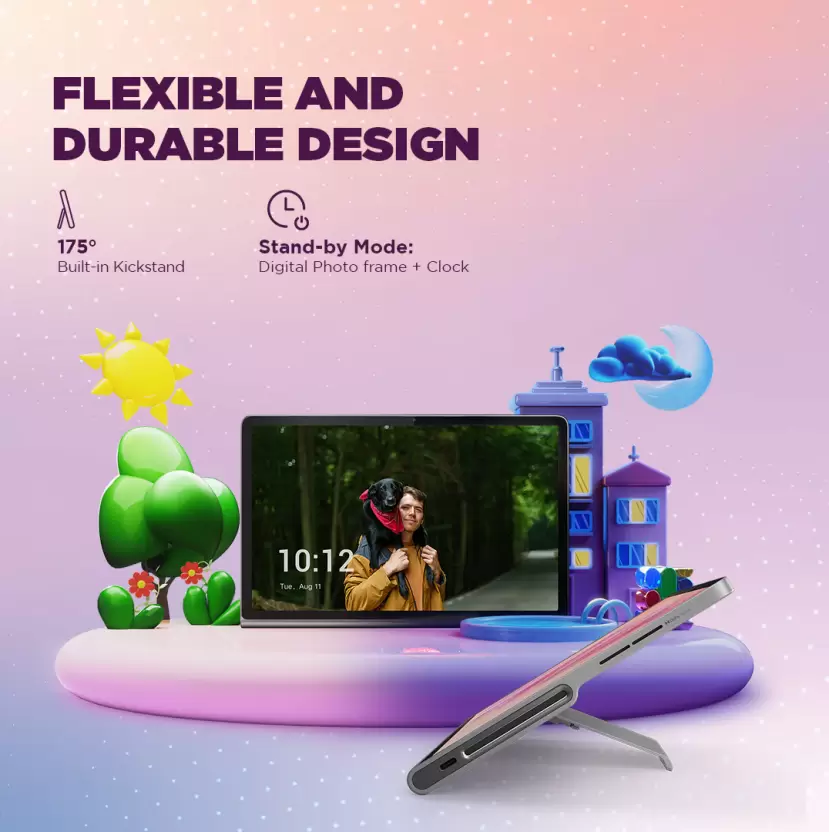 FLEXIBLE AND
DURABLE DESIGN
175°
Built-in Kickstand
Stand-by Mode:
Digital Photo frame + Clock
10:12
Tue, Aug 11